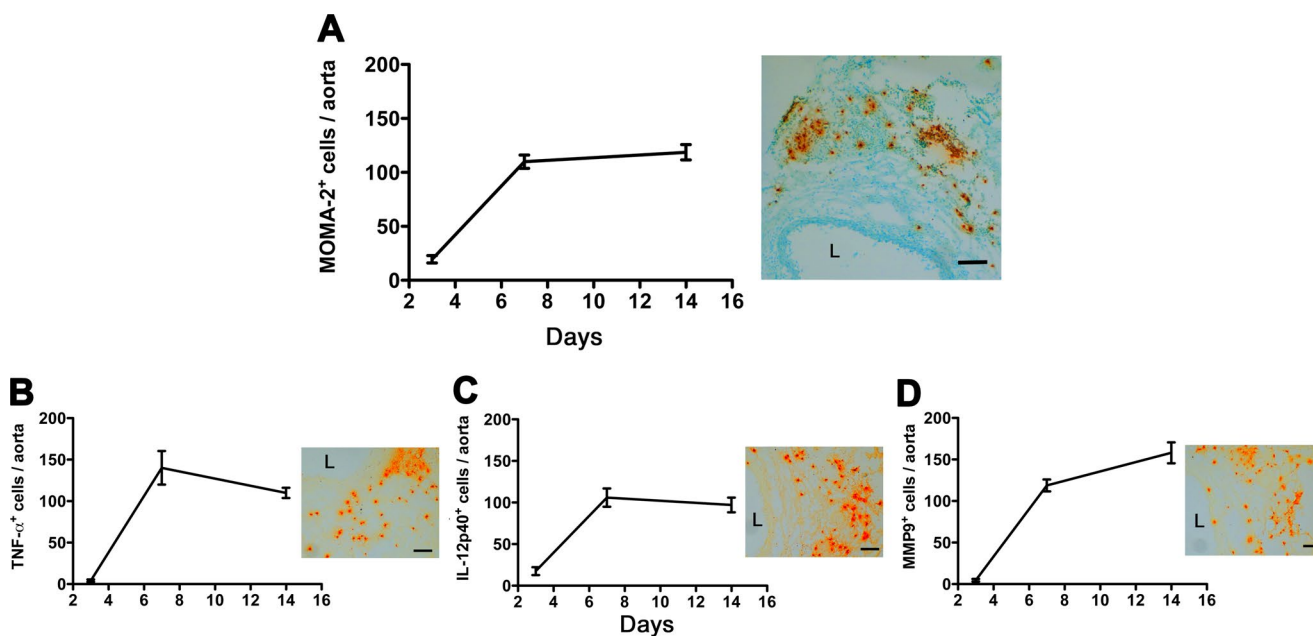 A
MOMA-2⁺ cells / aorta
200
150
100
50
0
2 4 6 8 10 12 14 16
Days
L
B
TNF-α⁺ cells / aorta
200
150
100
50
0
2 4 6 8 10 12 14 16
L
C
IL-12p40⁺ cells / aorta
200
150
100
50
0
2 4 6 8 10 12 14 16
Days
L
D
MMP9⁺ cells / aorta
200
150
100
50
0
2 4 6 8 10 12 14 16
L